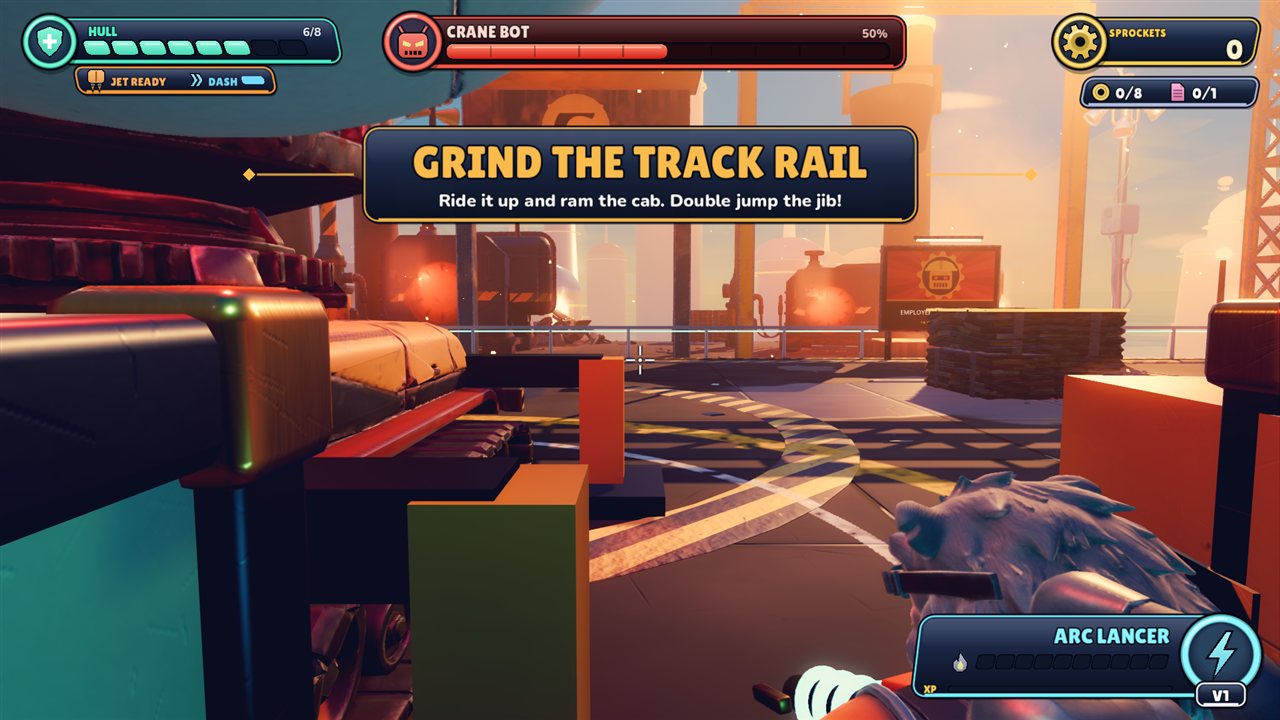 HULL
6/8
JET READY
DASH
CRANE BOT
50%
SPROCKETS
0
0/8
0/1
GRIND THE TRACK RAIL
Ride it up and ram the cab. Double jump the jib!
ARC LANCER
XP
V1